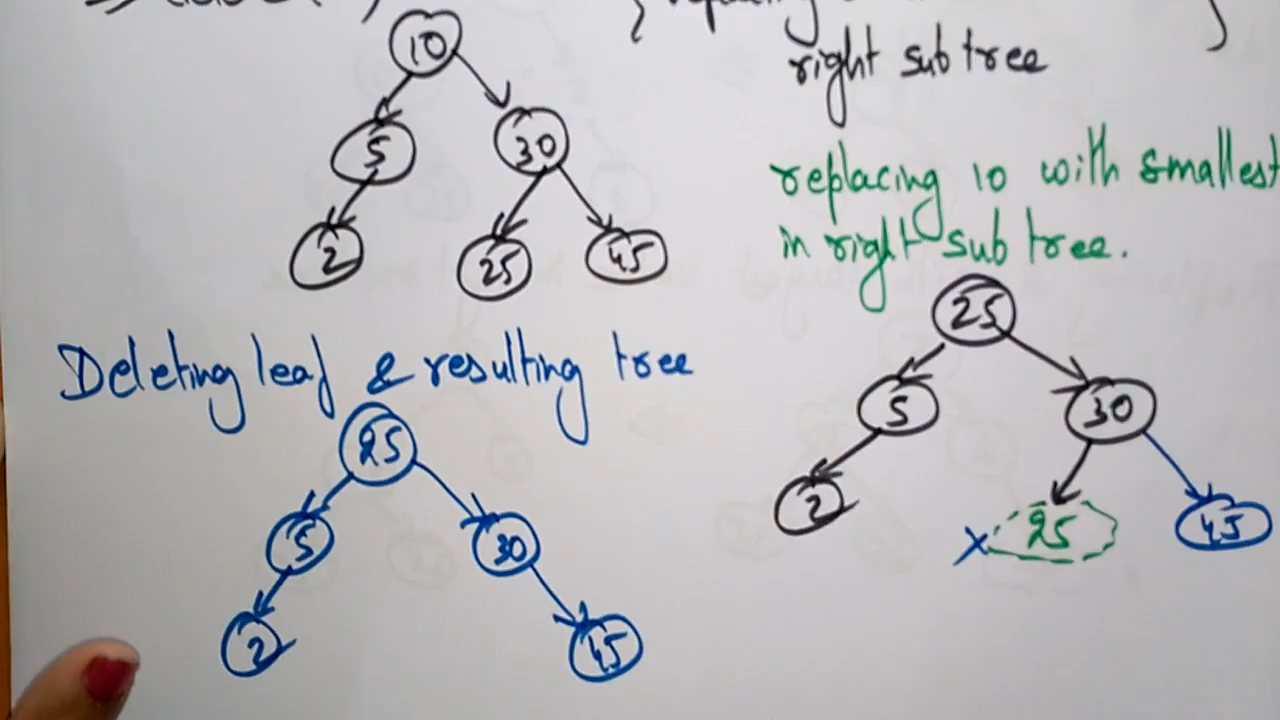 replacing
right sub tree
10
5
30
2
25
45
replacing 10 with smallest
in right sub tree.
25
5
30
2
x 25
45
Deleting leaf & resulting tree
25
5
30
2
45